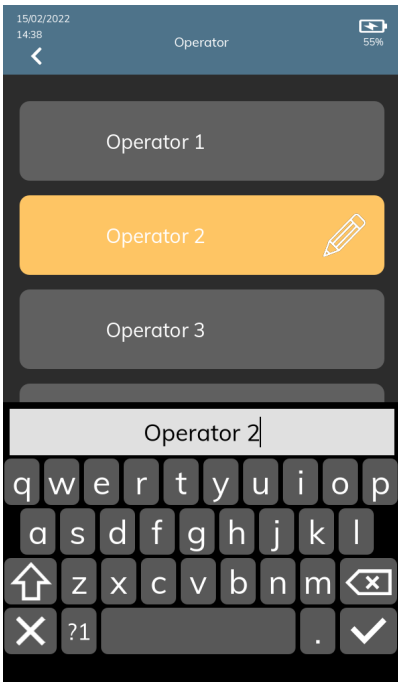 15/02/2022
14:38
Operator
55%
Operator 1
Operator 2
Operator 3
Operator 2
q w e r t y u i o p
a s d f g h j k l
z x c v b n m
?1 .